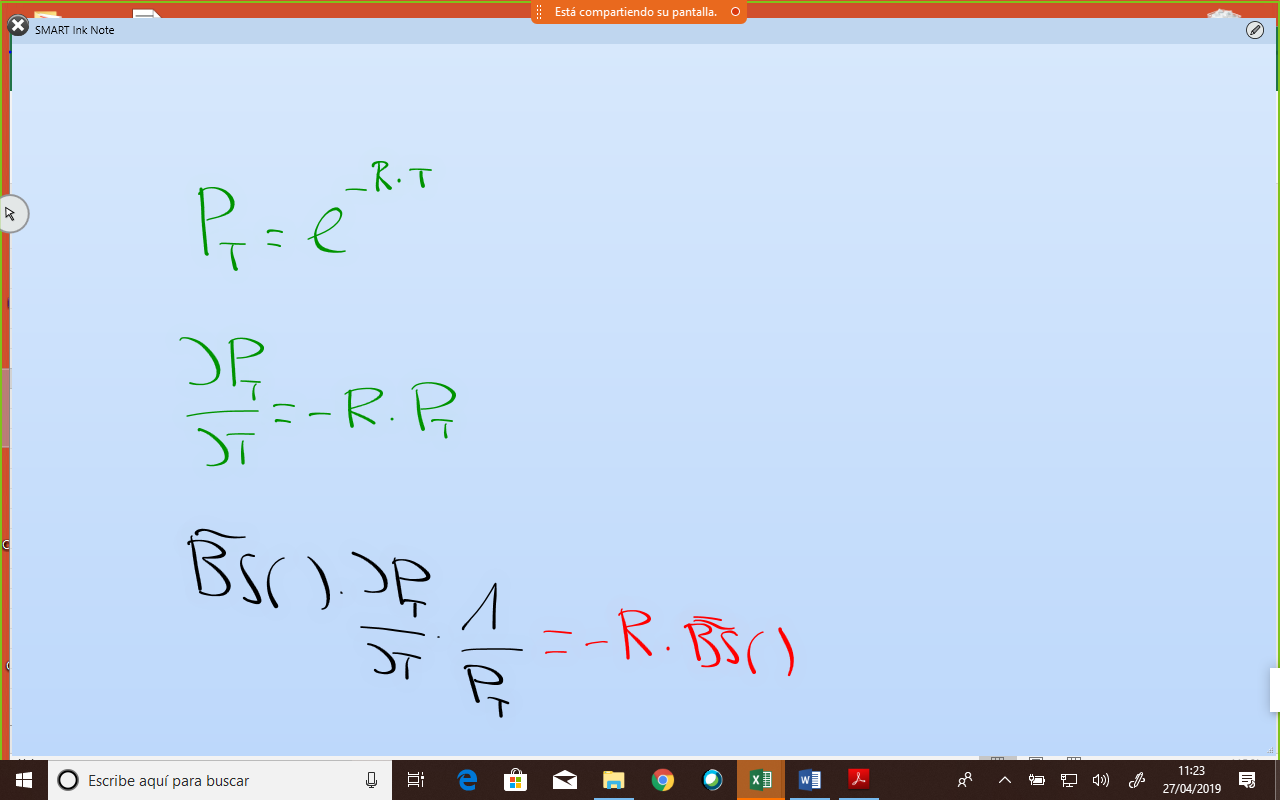 Está compartiendo su pantalla.
SMART Ink Note
P_T = e^{-R·T}
∂P_T/∂T = -R·P_T
B̃S()·∂P_T/∂T·1/P_T = -R·B̃S()
Escribe aquí para buscar
11:23
27/04/2019